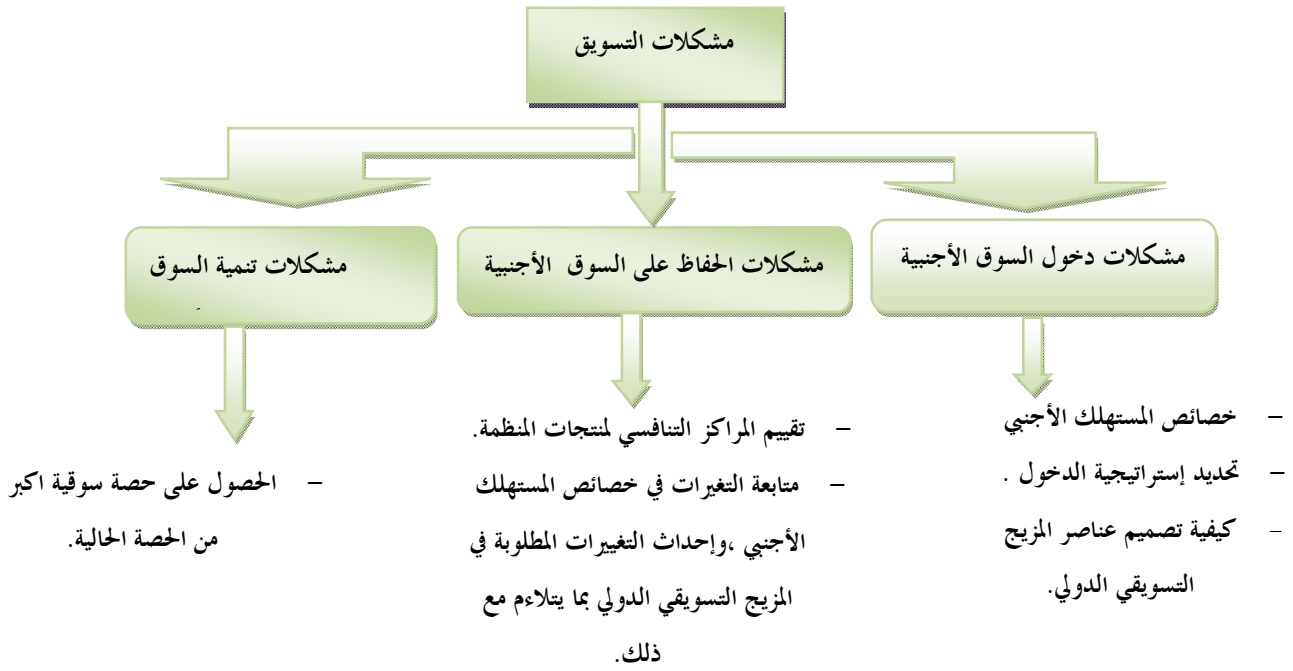 مشكلات التسويق
مشكلات دخول السوق الأجنبية
مشكلات الحفاظ على السوق الأجنبية
مشكلات تنمية السوق
– خصائص المستهلك الأجنبي
– تحديد إستراتيجية الدخول .
– كيفية تصميم عناصر المزيج
التسويقي الدولي.
– تقييم المراكز التنافسي لمنتجات المنظمة.
– متابعة التغيرات في خصائص المستهلك
الأجنبي ،وإحداث التغييرات المطلوبة في
المزيج التسويقي الدولي بما يتلاءم مع
ذلك.
– الحصول على حصة سوقية اكبر
من الحصة الحالية.